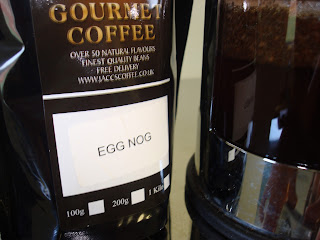 GOURMET
COFFEE
OVER 50 NATURAL FLAVOURS
FINEST QUALITY BEANS
FREE DELIVERY
WWW.JACCSCOFFEE.CO.UK
EGG NOG
100g 200g 1 Kilo